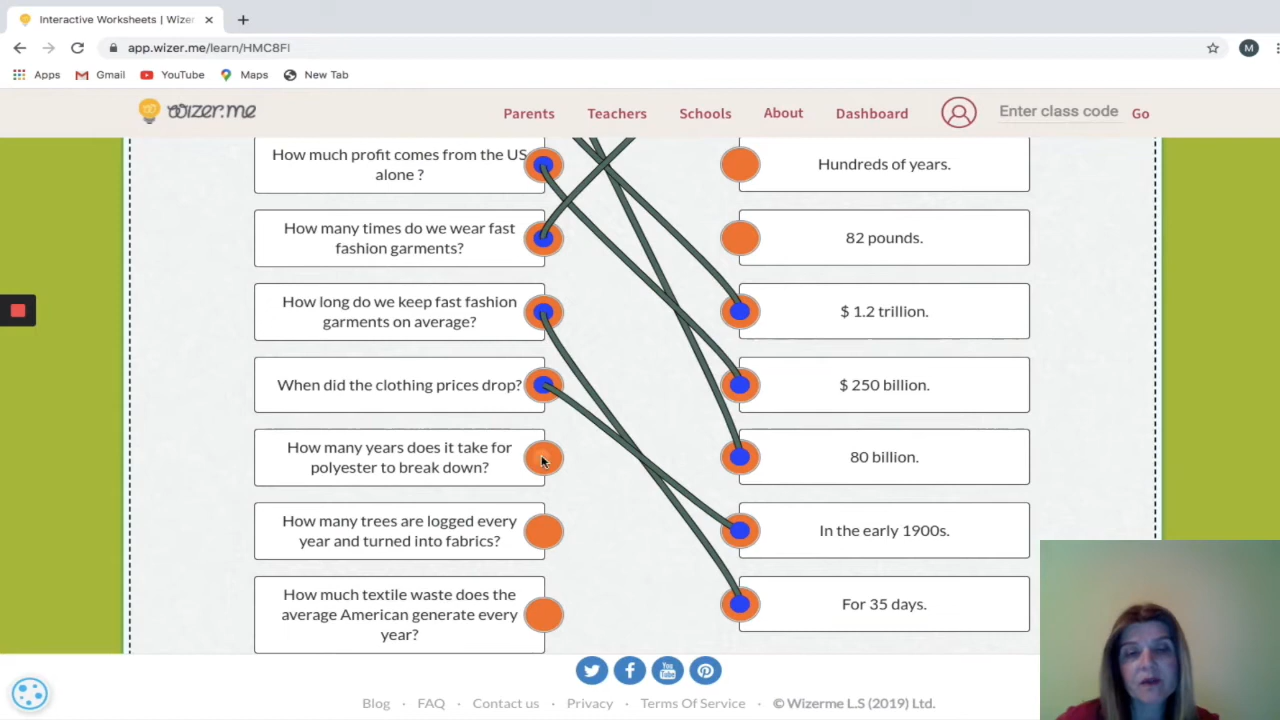 Interactive Worksheets | Wizer
app.wizer.me/learn/HMC8FI
M
Apps Gmail YouTube Maps New Tab
wizer.me Parents Teachers Schools About Dashboard Enter class code Go
How much profit comes from the US
alone ?
Hundreds of years.
How many times do we wear fast
fashion garments?
82 pounds.
How long do we keep fast fashion
garments on average?
$ 1.2 trillion.
When did the clothing prices drop?
$ 250 billion.
How many years does it take for
polyester to break down?
80 billion.
How many trees are logged every
year and turned into fabrics?
In the early 1900s.
How much textile waste does the
average American generate every
year?
For 35 days.
You
Tube
Blog · FAQ · Contact us · Privacy · Terms Of Service · © Wizerme L.S (2019) Ltd.